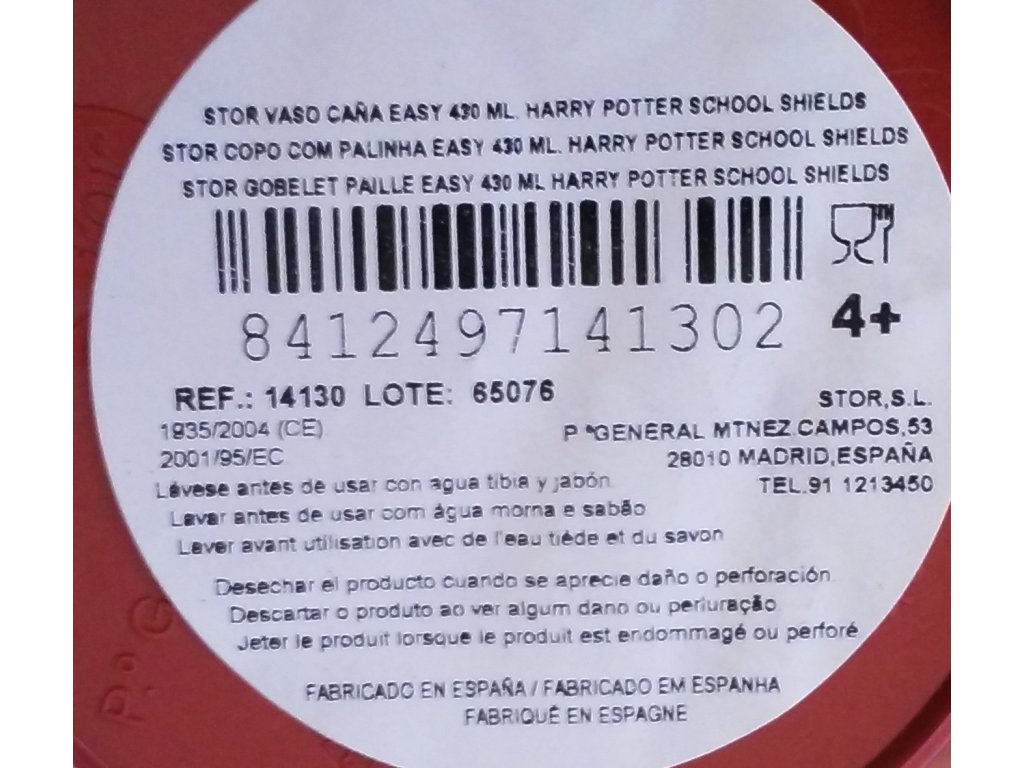 STOR VASO CAÑA EASY 430 ML. HARRY POTTER SCHOOL SHIELDS
STOR COPO COM PALINHA EASY 430 ML. HARRY POTTER SCHOOL SHIELDS
STOR GOBELET PAILLE EASY 430 ML HARRY POTTER SCHOOL SHIELDS
8412497141302
4+
REF.: 14130 LOTE: 65076
1935/2004 (CE)
2001/95/EC
STOR,S.L.
P ªGENERAL MTNEZ.CAMPOS,53
28010 MADRID,ESPAÑA
TEL.91 1213450
Lávese antes de usar con agua tibia y jabón.
Lavar antes de usar com água morna e sabão
Laver avant utilisation avec de l'eau tiède et du savon
Desechar el producto cuando se aprecie daño o perforación.
Descartar o produto ao ver algum dano ou perfuração.
Jeter le produit lorsque le produit est endommagé ou perforé
FABRICADO EN ESPAÑA / FABRICADO EM ESPANHA
FABRIQUÉ EN ESPAGNE